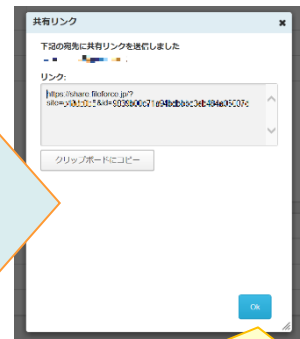 共有リンク
下記の宛先に共有リンクを送信しました
リンク:
https://share.fileforce.jp/?
クリップボードにコピー
Ok